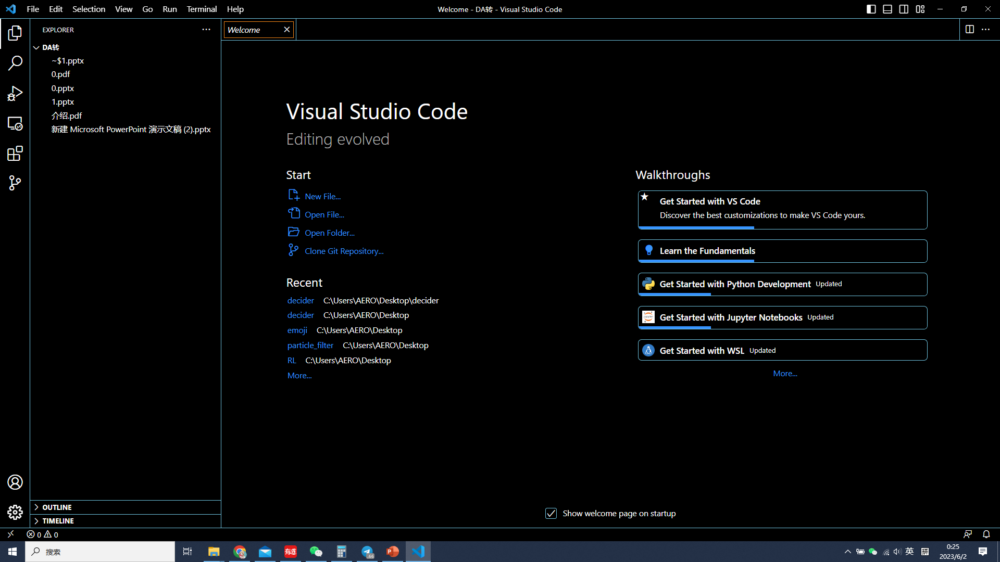 File Edit Selection View Go Run Terminal Help
Welcome - DA转 - Visual Studio Code
EXPLORER
DA转
~$1.pptx
0.pdf
0.pptx
1.pptx
介绍.pdf
新建 Microsoft PowerPoint 演示文稿 (2).pptx
OUTLINE
TIMELINE
Welcome
Visual Studio Code
Editing evolved
Start
New File...
Open File...
Open Folder...
Clone Git Repository...
Recent
decider C:\Users\AERO\Desktop\decider
decider C:\Users\AERO\Desktop
emoji C:\Users\AERO\Desktop
particle_filter C:\Users\AERO\Desktop
RL C:\Users\AERO\Desktop
More...
Walkthroughs
Get Started with VS Code
Discover the best customizations to make VS Code yours.
Learn the Fundamentals
Get Started with Python Development Updated
Get Started with Jupyter Notebooks Updated
Get Started with WSL Updated
More...
Show welcome page on startup
0 0
搜索
有道
.66
P
英
拼
0:25
2023/6/2